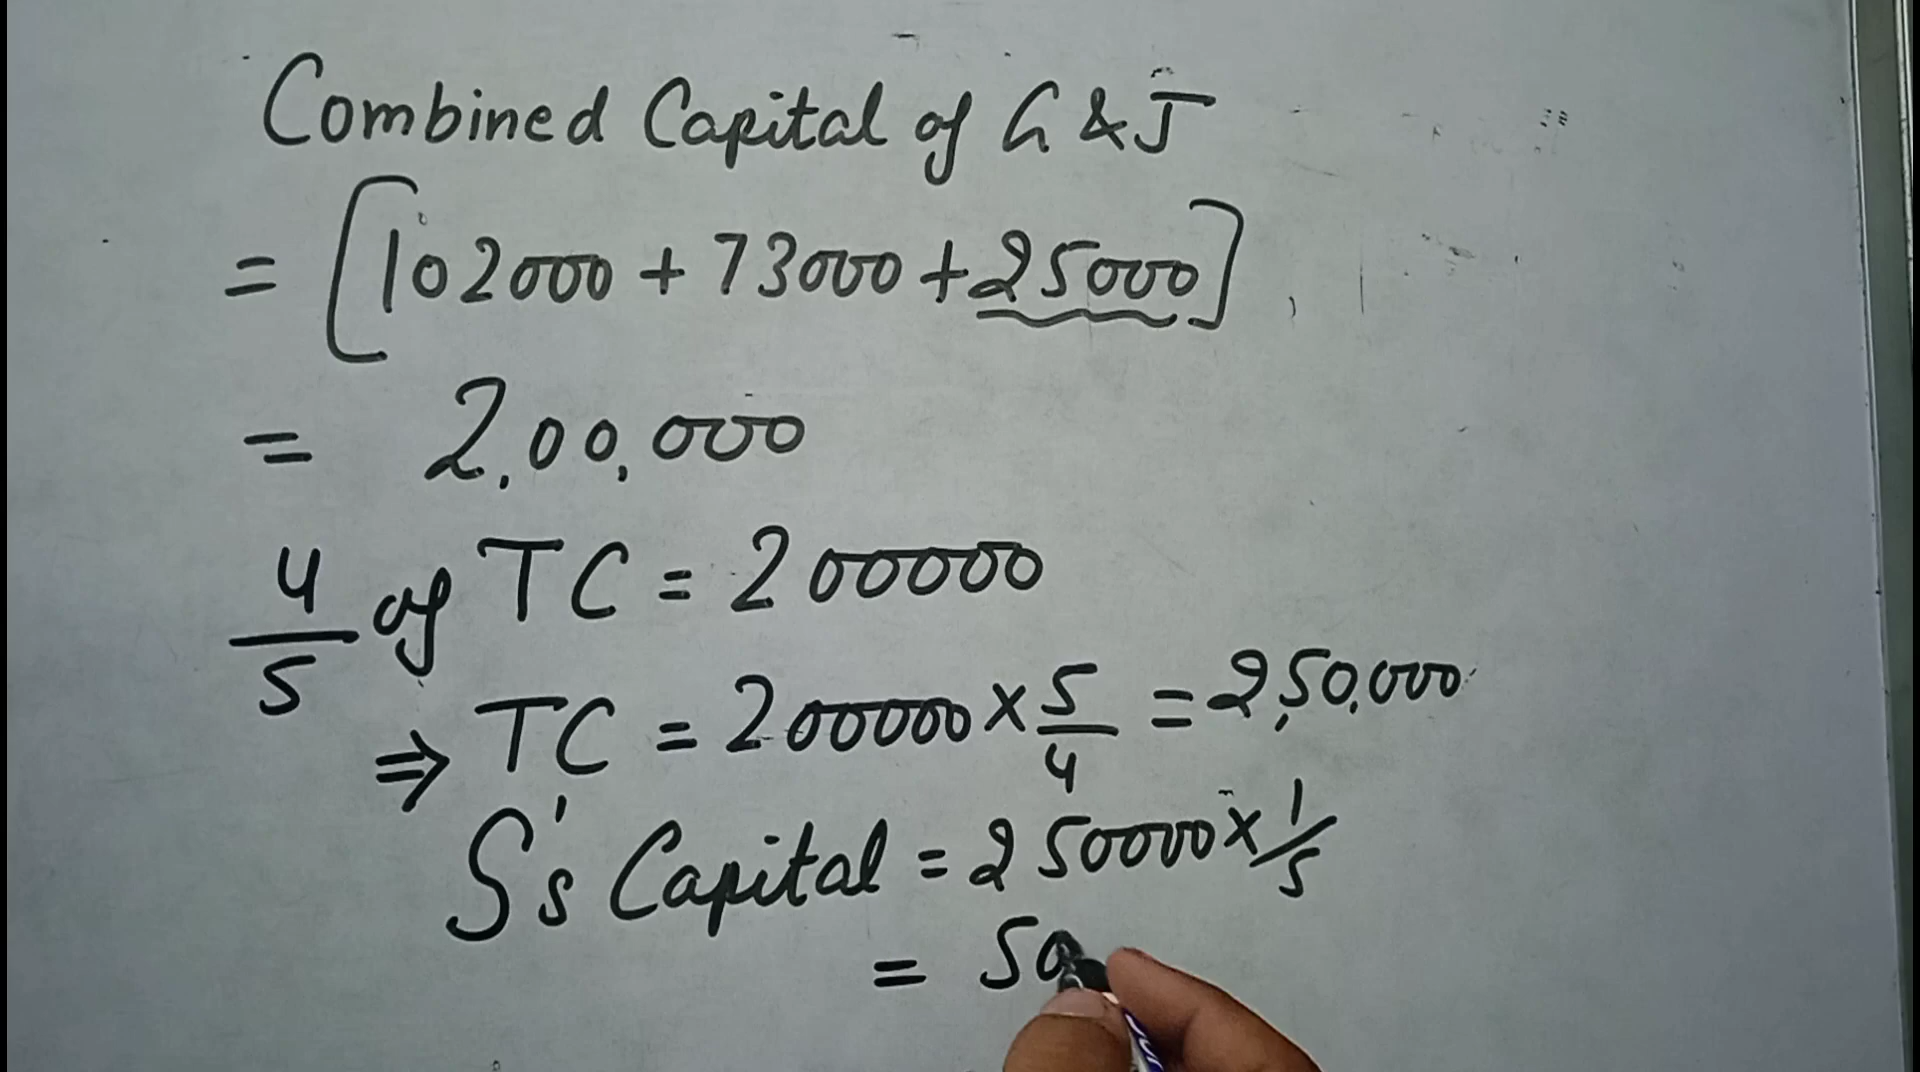 Combined Capital of G & J
= [102000 + 73000 + 25000]
= 2,00,000
4/5 of TC = 200000
⇒ TC = 200000 × 5/4 = 2,50,000
S's Capital = 250000 × 1/5
= 50